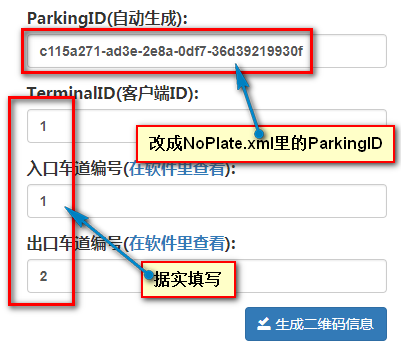 ParkingID(自动生成):
c115a271-ad3e-2e8a-0df7-36d39219930f
TerminalID(客户端ID):
1
改成NoPlate.xml里的ParkingID
入口车道编号(在软件里查看):
1
出口车道编号(在软件里查看):
2
据实填写
生成二维码信息